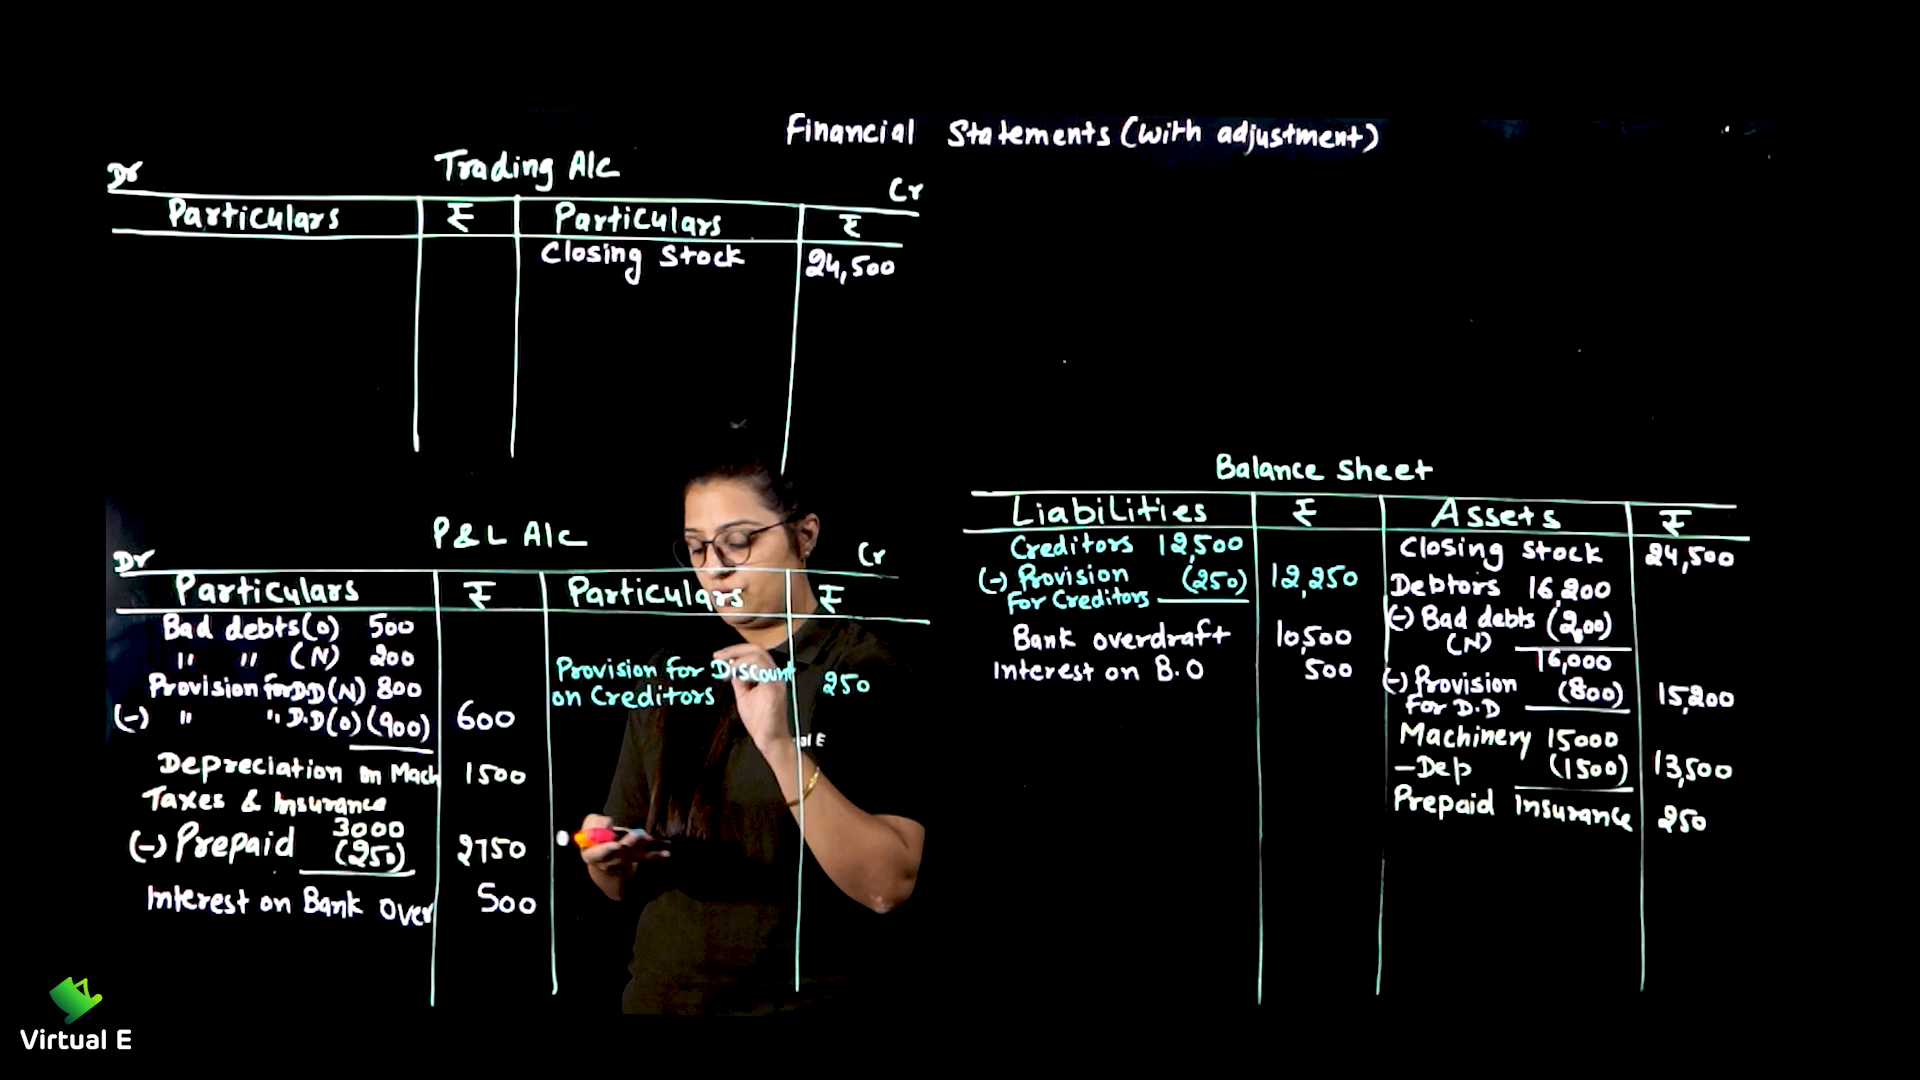 Financial Statements (with adjustment)
Trading A/c
Dr
Cr
Particulars ₹ Particulars ₹
Closing Stock 24,500
P & L A/c
Dr
Cr
Particulars ₹ Particulars ₹
Bad debts (O) 500
" " (N) 200
Provision for D.D (N) 800
(-) " " D.D (O) (900) 600
Depreciation on Mach 1500
Taxes & Insurance
3000
(-) Prepaid (250) 2750
Interest on Bank Over 500
Provision for Discount
on Creditors 250
Balance Sheet
Liabilities ₹ Assets ₹
Creditors 12,500
(-) Provision (250) 12,250
For Creditors
Bank overdraft 10,500
Interest on B.O 500
Closing Stock 24,500
Debtors 16,200
(-) Bad debts (200)
(N) 16,000
(-) Provision (800) 15,200
For D.D
Machinery 15000
-Dep (1500) 13,500
Prepaid Insurance 250
al E
Virtual E